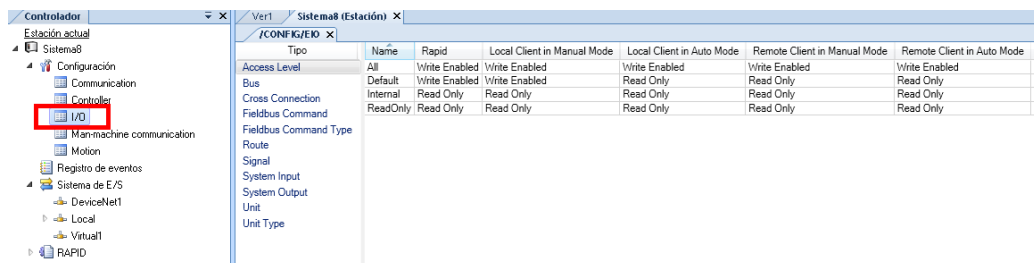 Controlador
Estación actual
Sistema8
Configuración
Communication
Controller
I/O
Man-machine communication
Motion
Registro de eventos
Sistema de E/S
DeviceNet1
Local
Virtual1
RAPID
Ver1 Sistema8 (Estación) X
/CONFIG/EIO X
Tipo
Access Level
Bus
Cross Connection
Fieldbus Command
Fieldbus Command Type
Route
Signal
System Input
System Output
Unit
Unit Type
Name Rapid Local Client in Manual Mode Local Client in Auto Mode Remote Client in Manual Mode Remote Client in Auto Mode
All Write Enabled Write Enabled Write Enabled Write Enabled Write Enabled
Default Write Enabled Write Enabled Read Only Read Only Read Only
Internal Read Only Read Only Read Only Read Only Read Only
ReadOnly Read Only Read Only Read Only Read Only Read Only